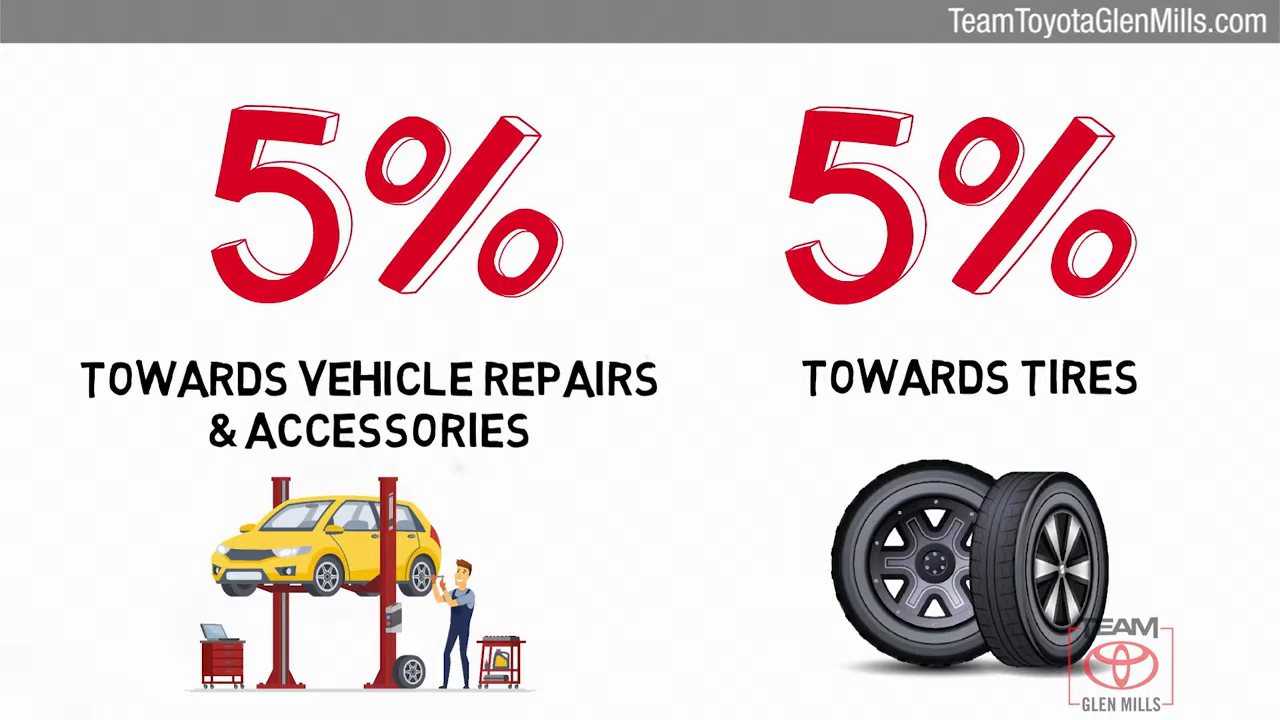 TeamToyotaGlenMills.com
5%
TOWARDS VEHICLE REPAIRS
& ACCESSORIES
5%
TOWARDS TIRES
TEAM
GLEN MILLS